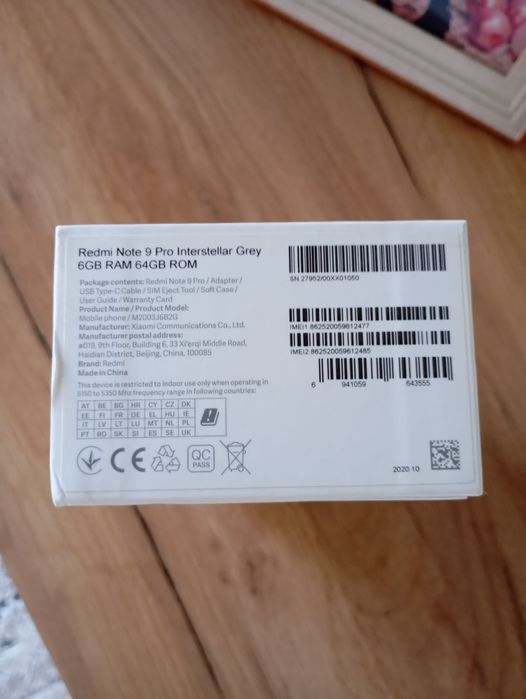 Redmi Note 9 Pro Interstellar Grey
6GB RAM 64GB ROM
Package contents: Redmi Note 9 Pro / Adapter /
USB Type-C Cable / SIM Eject Tool / Soft Case /
User Guide / Warranty Card
Product Name / Product Model:
Mobile phone / M2003J6B2G
Manufacturer: Xiaomi Communications Co., Ltd.
Manufacturer postal address:
#019, 9th Floor, Building 6, 33 Xi'erqi Middle Road,
Haidian District, Beijing, China, 100085
Brand: Redmi
Made in China
This device is restricted to indoor use only when operating in
5150 to 5350 Mhz frequency range in following countries:
AT BE BG HR CY CZ DK
EE FI FR DE EL HU IE
IT LV LT LU MT NL PL
PT RO SK SI ES SE UK
CE
QC
PASS
SN:27952/00XX01050
IMEI1:862520059612477
IMEI2:862520059612485
6 941059 643555
2020.10